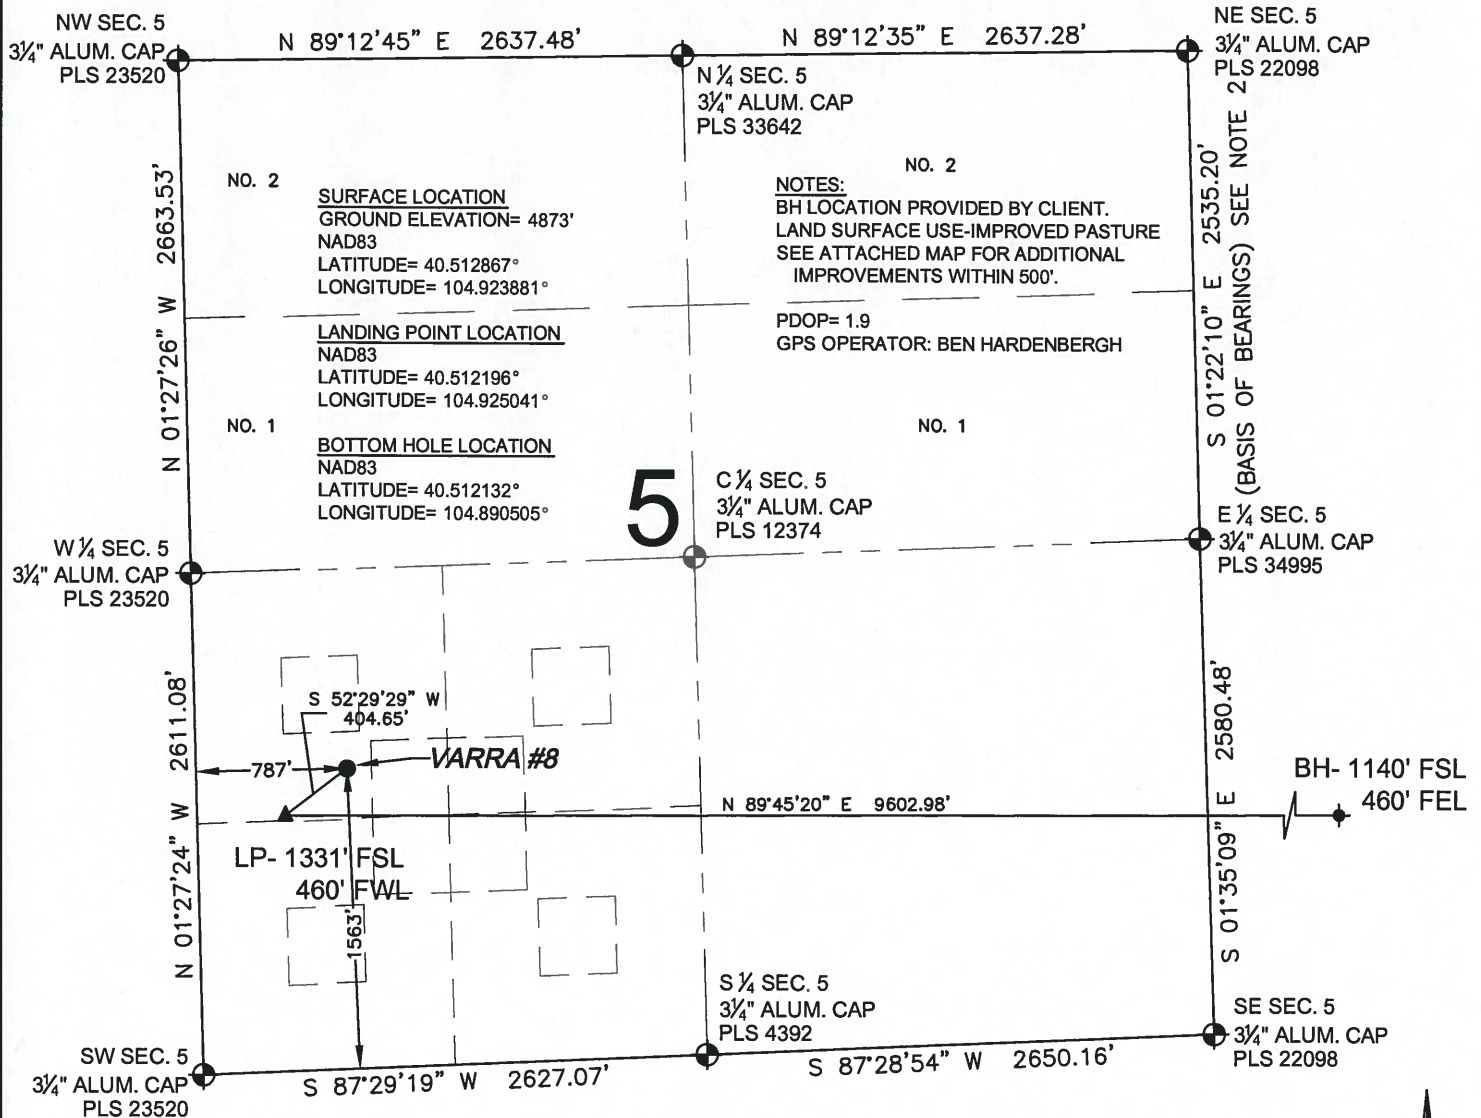 NW SEC. 5
3¼" ALUM. CAP
PLS 23520
N 89°12'45" E 2637.48'
N 89°12'35" E 2637.28'
NE SEC. 5
3¼" ALUM. CAP
PLS 22098
N ¼ SEC. 5
3¼" ALUM. CAP
PLS 33642
N 01°27'26" W 2663.53'
NO. 2
SURFACE LOCATION
GROUND ELEVATION= 4873'
NAD83
LATITUDE= 40.512867°
LONGITUDE= 104.923881°
NO. 2
NOTES:
BH LOCATION PROVIDED BY CLIENT.
LAND SURFACE USE-IMPROVED PASTURE
SEE ATTACHED MAP FOR ADDITIONAL
IMPROVEMENTS WITHIN 500'.
S 01°22'10" E 2535.20'
(BASIS OF BEARINGS) SEE NOTE 2
LANDING POINT LOCATION
NAD83
LATITUDE= 40.512196°
LONGITUDE= 104.925041°
PDOP= 1.9
GPS OPERATOR: BEN HARDENBERGH
NO. 1
NO. 1
BOTTOM HOLE LOCATION
NAD83
LATITUDE= 40.512132°
LONGITUDE= 104.890505°
5
C ¼ SEC. 5
3¼" ALUM. CAP
PLS 12374
W ¼ SEC. 5
3¼" ALUM. CAP
PLS 23520
E ¼ SEC. 5
3¼" ALUM. CAP
PLS 34995
N 01°27'24" W 2611.08'
S 52°29'29" W
404.65'
787'
VARRA #8
N 89°45'20" E 9602.98'
S 01°35'09" E 2580.48'
BH- 1140' FSL
460' FEL
LP- 1331' FSL
460' FWL
1563'
S ¼ SEC. 5
3¼" ALUM. CAP
PLS 4392
SW SEC. 5
3¼" ALUM. CAP
PLS 23520
S 87°29'19" W 2627.07'
S 87°28'54" W 2650.16'
SE SEC. 5
3¼" ALUM. CAP
PLS 22098